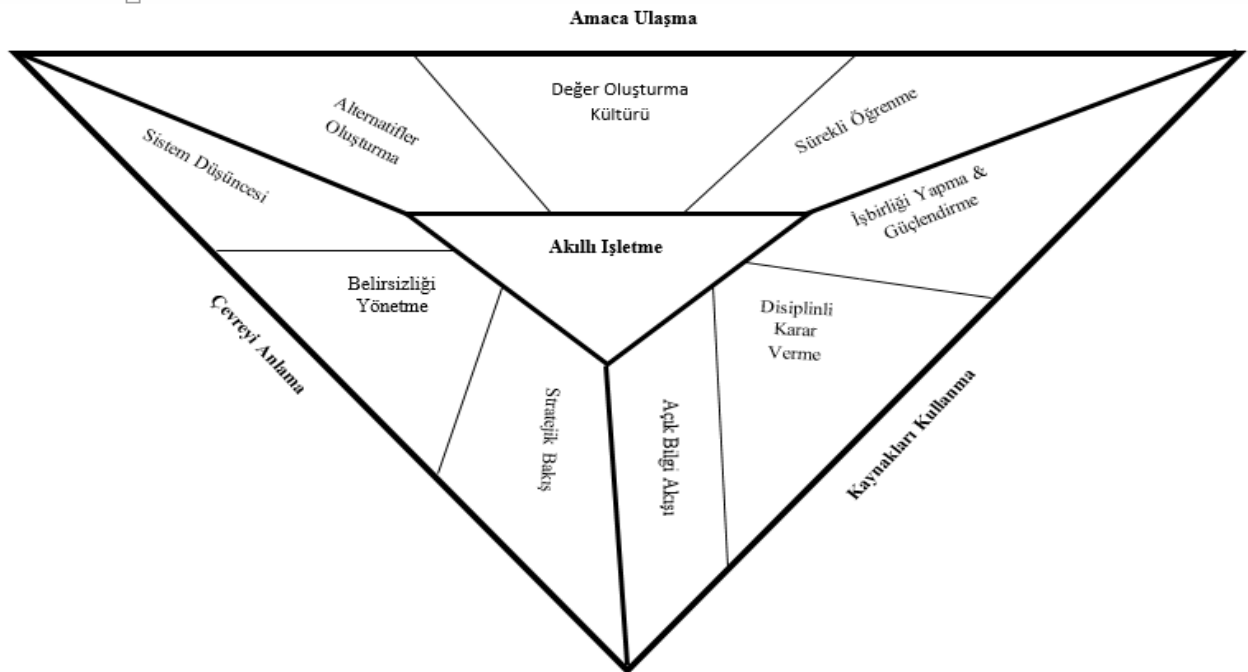 Amaca Ulaşma
Değer Oluşturma
Kültürü
Alternatifler
Oluşturma
Sürekli Öğrenme
Sistem Düşüncesi
İşbirliği Yapma &
Güçlendirme
Akıllı Işletme
Belirsizliği
Yönetme
Disiplinli
Karar
Verme
Çevreyi Anlama
Stratejik Bakış
Açık Bilgi Akışı
Kaynakları Kullanma